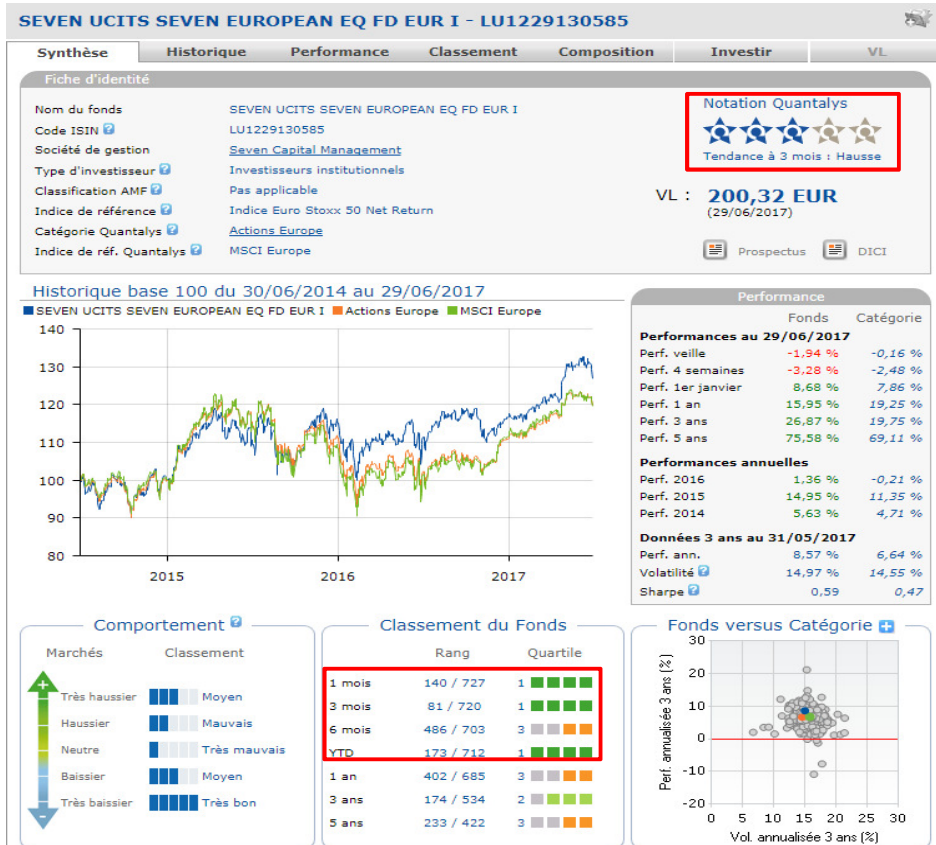 SEVEN UCITS SEVEN EUROPEAN EQ FD EUR I - LU1229130585
Synthèse Historique Performance Classement Composition Investir VL
Fiche d'identité
Nom du fonds SEVEN UCITS SEVEN EUROPEAN EQ FD EUR I
Code ISIN ? LU1229130585
Société de gestion Seven Capital Management
Type d'investisseur ? Investisseurs institutionnels
Classification AMF ? Pas applicable
Indice de référence ? Indice Euro Stoxx 50 Net Return
Catégorie Quantalys ? Actions Europe
Indice de réf. Quantalys ? MSCI Europe
Notation Quantalys
Tendance à 3 mois : Hausse
VL : 200,32 EUR
(29/06/2017)
Prospectus DICI
Historique base 100 du 30/06/2014 au 29/06/2017
SEVEN UCITS SEVEN EUROPEAN EQ FD EUR I Actions Europe MSCI Europe
140
130
120
110
100
90
80
2015 2016 2017
Performance
Fonds Catégorie
Performances au 29/06/2017
Perf. veille -1,94 % -0,16 %
Perf. 4 semaines -3,28 % -2,48 %
Perf. 1er janvier 8,68 % 7,86 %
Perf. 1 an 15,95 % 19,25 %
Perf. 3 ans 26,87 % 19,75 %
Perf. 5 ans 75,58 % 69,11 %
Performances annuelles
Perf. 2016 1,36 % -0,21 %
Perf. 2015 14,95 % 11,35 %
Perf. 2014 5,63 % 4,71 %
Données 3 ans au 31/05/2017
Perf. ann. 8,57 % 6,64 %
Volatilité ? 14,97 % 14,55 %
Sharpe ? 0,59 0,47
Comportement ?
Marchés Classement
Très haussier Moyen
Haussier Mauvais
Neutre Très mauvais
Baissier Moyen
Très baissier Très bon
Classement du Fonds
Rang Quartile
1 mois 140 / 727 1
3 mois 81 / 720 1
6 mois 486 / 703 3
YTD 173 / 712 1
1 an 402 / 685 3
3 ans 174 / 534 2
5 ans 233 / 422 3
Fonds versus Catégorie +
Perf. annualisée 3 ans (%)
30
20
10
0
-10
-20
0 5 10 15 20 25 30
Vol. annualisée 3 ans (%)